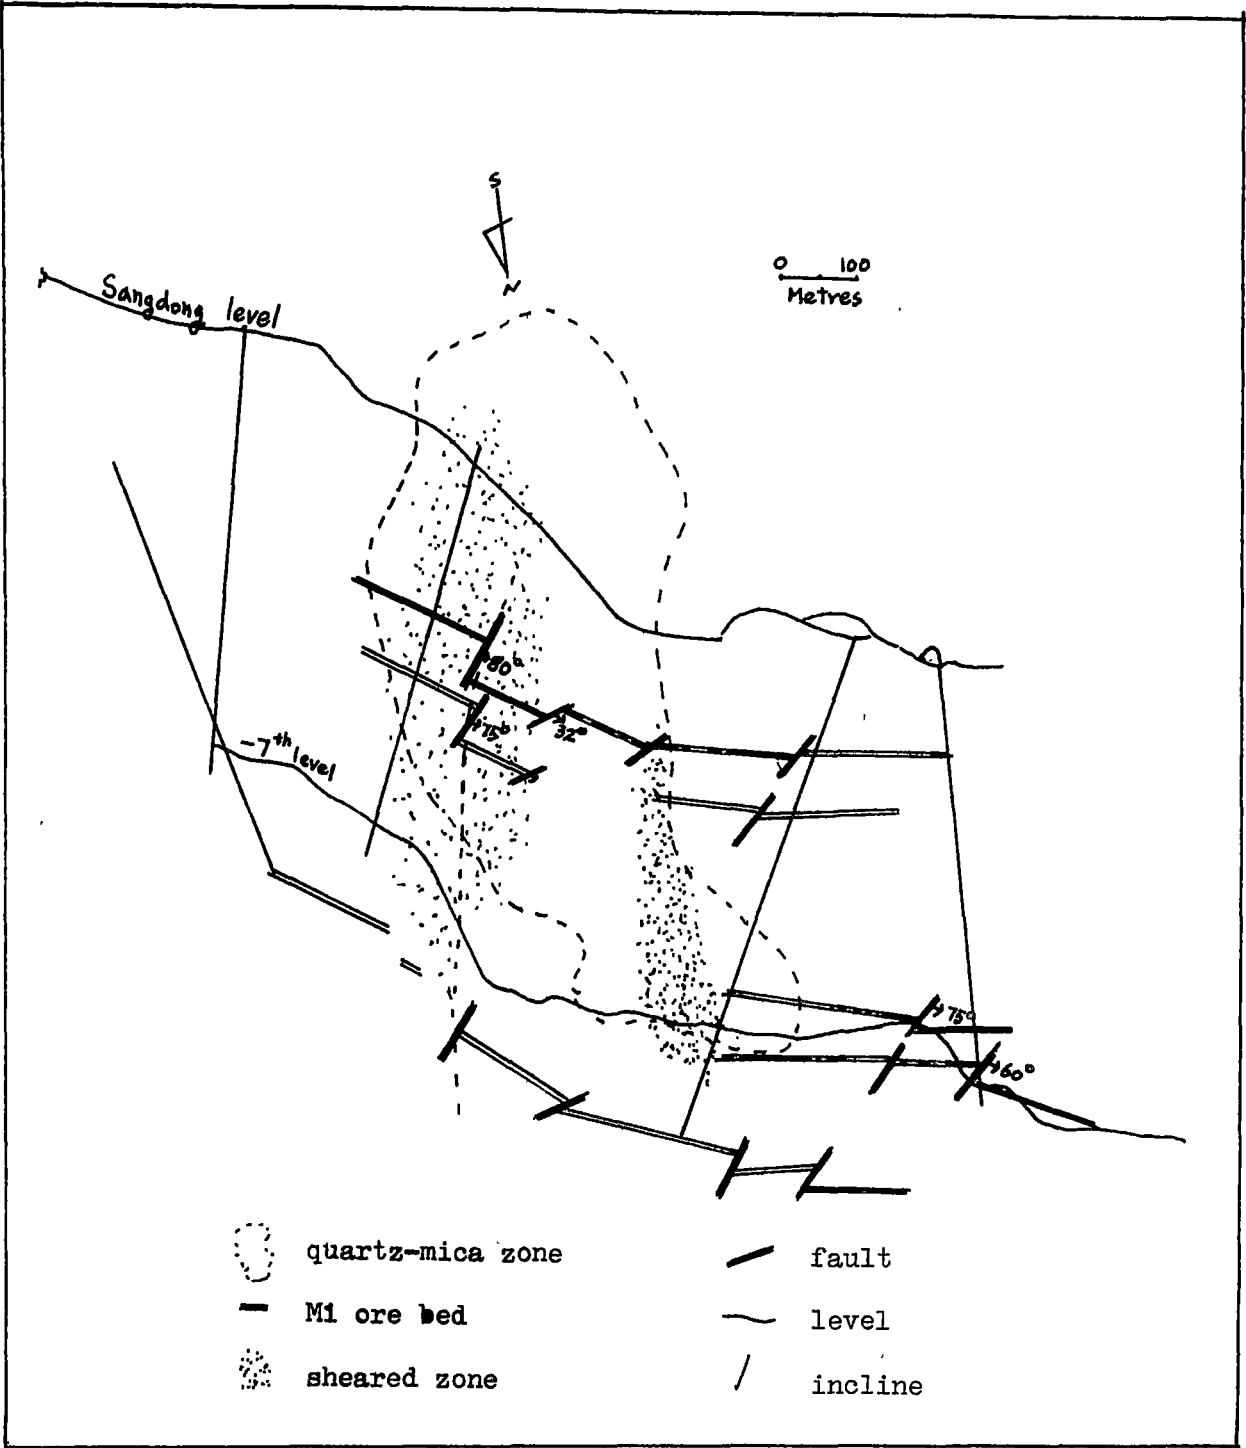 S
N
0 100
Metres
Sangdong level
80°
75°
32°
-7th level
75°
60°
quartz-mica zone
fault
M1 ore bed
level
sheared zone
incline